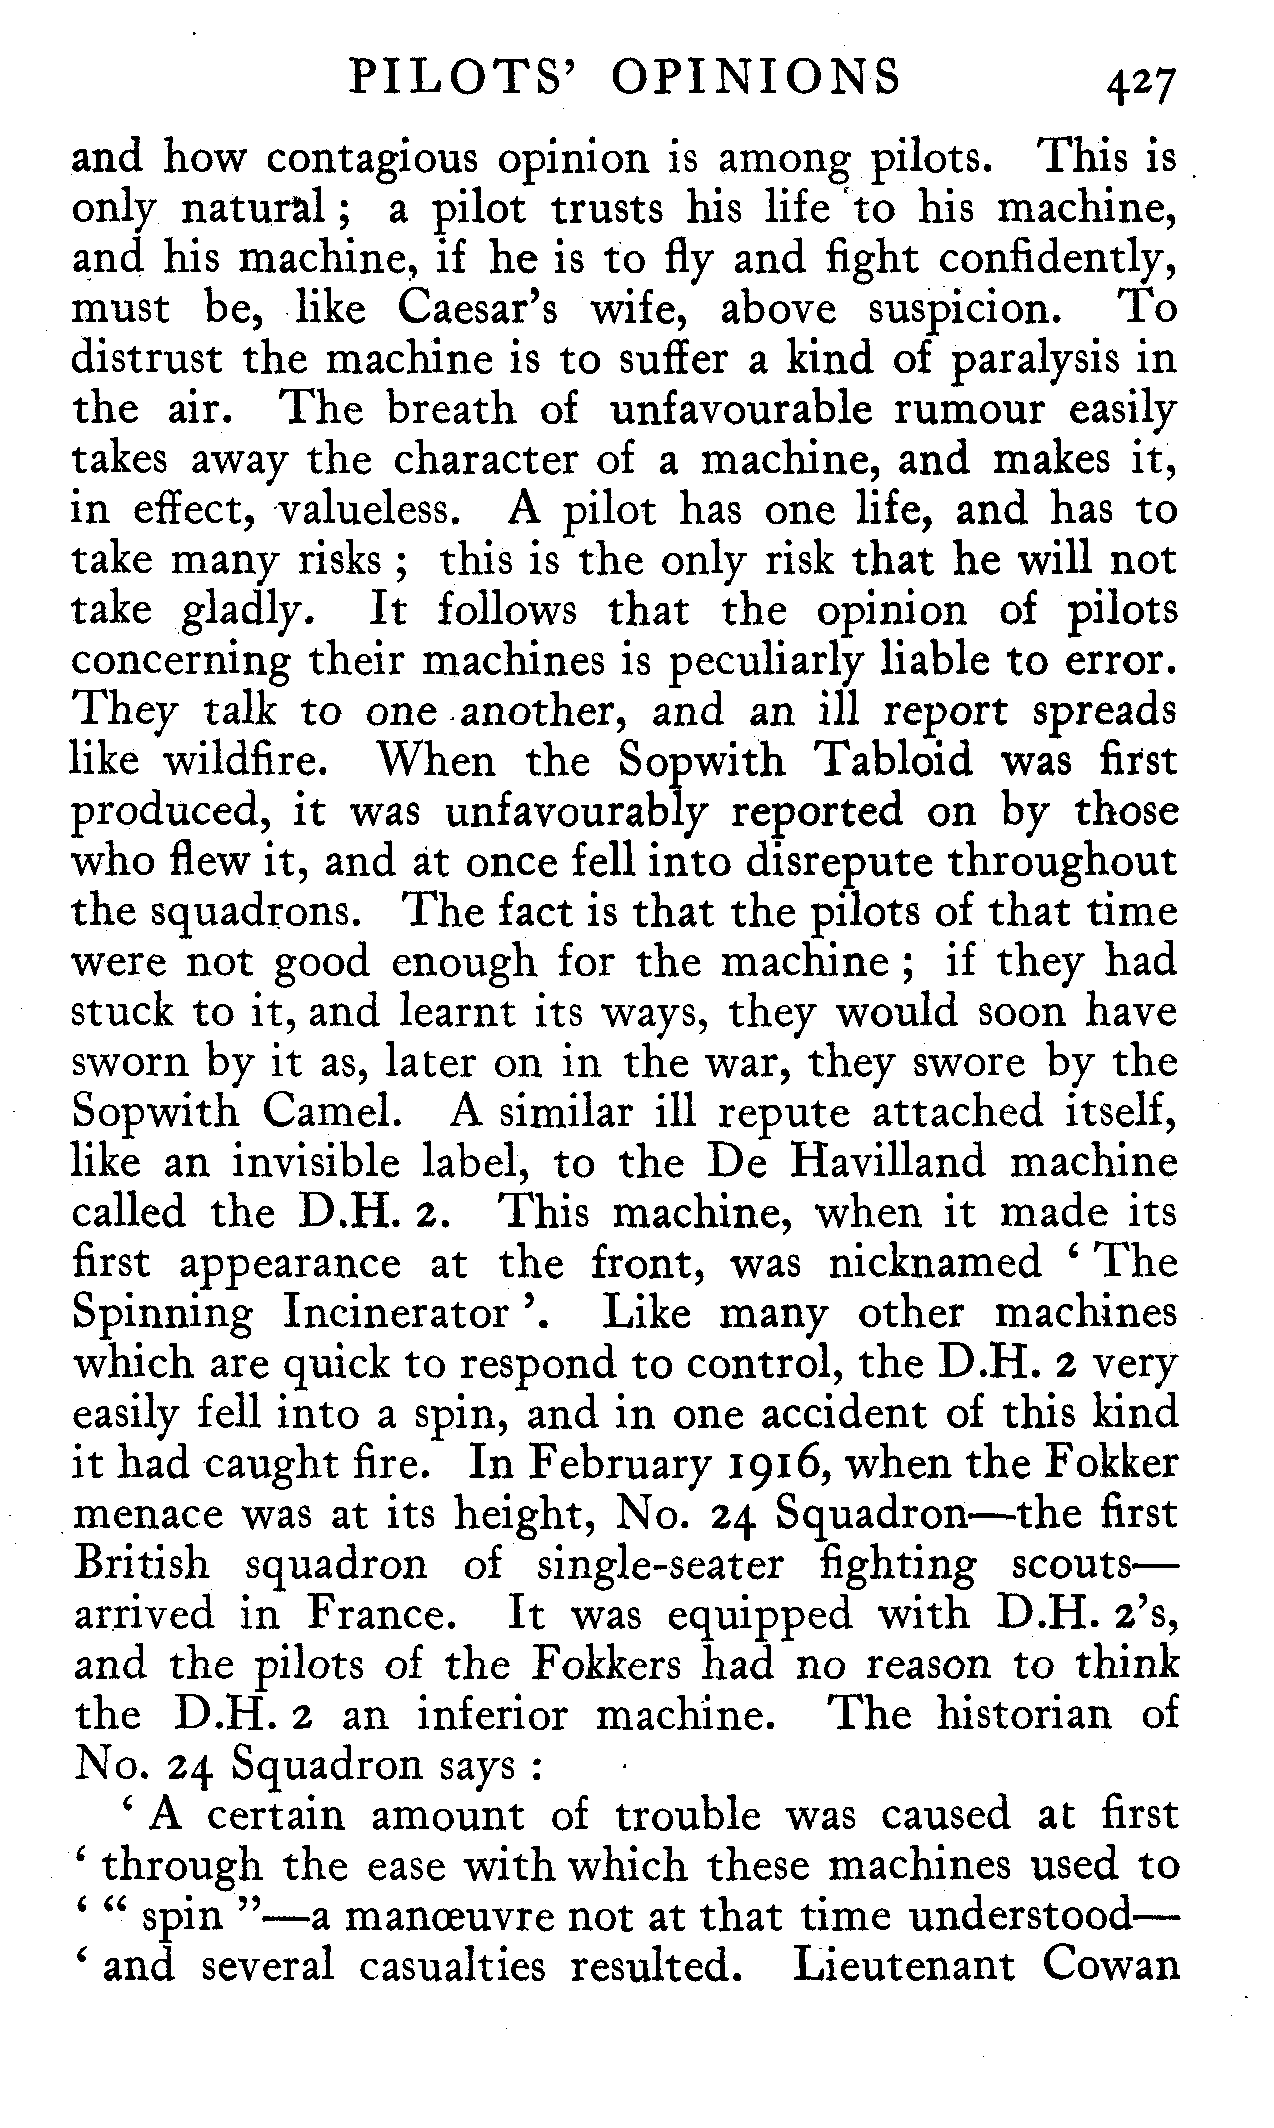 PILOTS' OPINIONS 427
and how contagious opinion is among pilots. This is
only natural ; a pilot trusts his life to his machine,
and his machine, if he is to fly and fight confidently,
must be, like Caesar's wife, above suspicion. To
distrust the machine is to suffer a kind of paralysis in
the air. The breath of unfavourable rumour easily
takes away the character of a machine, and makes it,
in effect, valueless. A pilot has one life, and has to
take many risks ; this is the only risk that he will not
take gladly. It follows that the opinion of pilots
concerning their machines is peculiarly liable to error.
They talk to one another, and an ill report spreads
like wildfire. When the Sopwith Tabloid was first
produced, it was unfavourably reported on by those
who flew it, and at once fell into disrepute throughout
the squadrons. The fact is that the pilots of that time
were not good enough for the machine ; if they had
stuck to it, and learnt its ways, they would soon have
sworn by it as, later on in the war, they swore by the
Sopwith Camel. A similar ill repute attached itself,
like an invisible label, to the De Havilland machine
called the D.H. 2. This machine, when it made its
first appearance at the front, was nicknamed ‘ The
Spinning Incinerator ’. Like many other machines
which are quick to respond to control, the D.H. 2 very
easily fell into a spin, and in one accident of this kind
it had caught fire. In February 1916, when the Fokker
menace was at its height, No. 24 Squadron—the first
British squadron of single-seater fighting scouts—
arrived in France. It was equipped with D.H. 2's,
and the pilots of the Fokkers had no reason to think
the D.H. 2 an inferior machine. The historian of
No. 24 Squadron says :
‘ A certain amount of trouble was caused at first
‘ through the ease with which these machines used to
‘ “ spin ”—a manœuvre not at that time understood—
‘ and several casualties resulted. Lieutenant Cowan